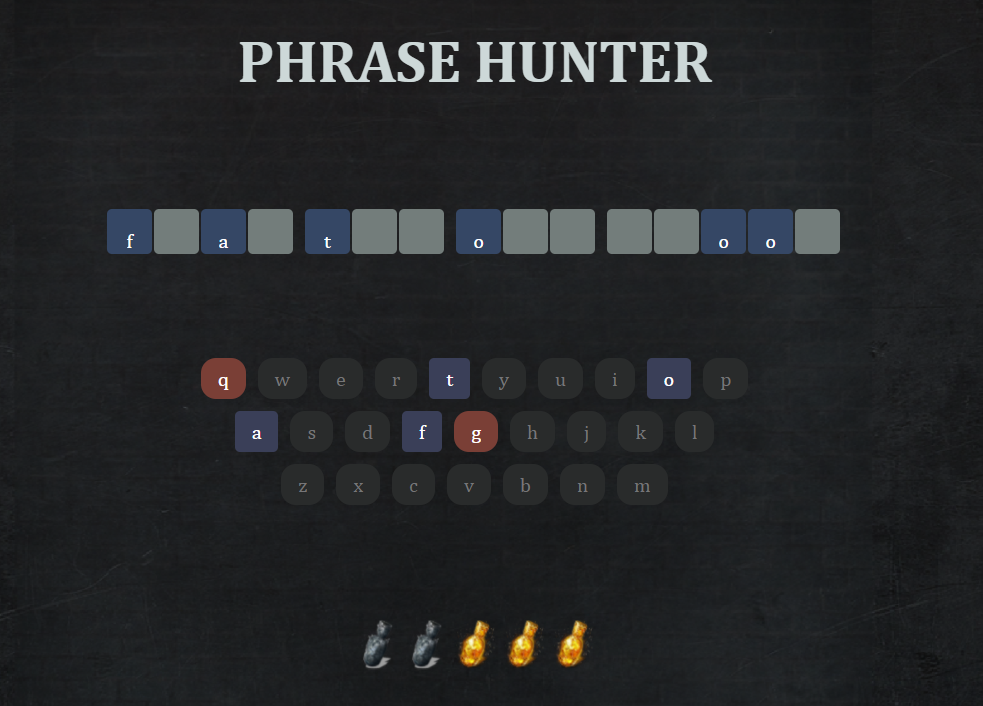 PHRASE HUNTER
f a t o o o
q w e r t y u i o p
a s d f g h j k l
z x c v b n m